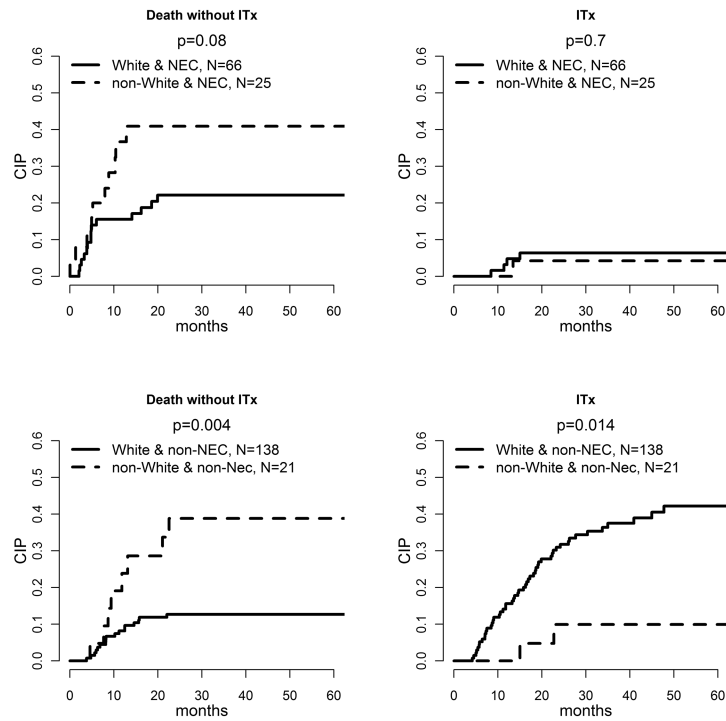 Death without ITx
p=0.08
White & NEC, N=66
non-White & NEC, N=25
CIP
0.0 0.1 0.2 0.3 0.4 0.5 0.6
0 10 20 30 40 50 60
months
ITx
p=0.7
White & NEC, N=66
non-White & NEC, N=25
CIP
0.0 0.1 0.2 0.3 0.4 0.5 0.6
0 10 20 30 40 50 60
months
Death without ITx
p=0.004
White & non-NEC, N=138
non-White & non-Nec, N=21
CIP
0.0 0.1 0.2 0.3 0.4 0.5 0.6
0 10 20 30 40 50 60
months
ITx
p=0.014
White & non-NEC, N=138
non-White & non-Nec, N=21
CIP
0.0 0.1 0.2 0.3 0.4 0.5 0.6
0 10 20 30 40 50 60
months